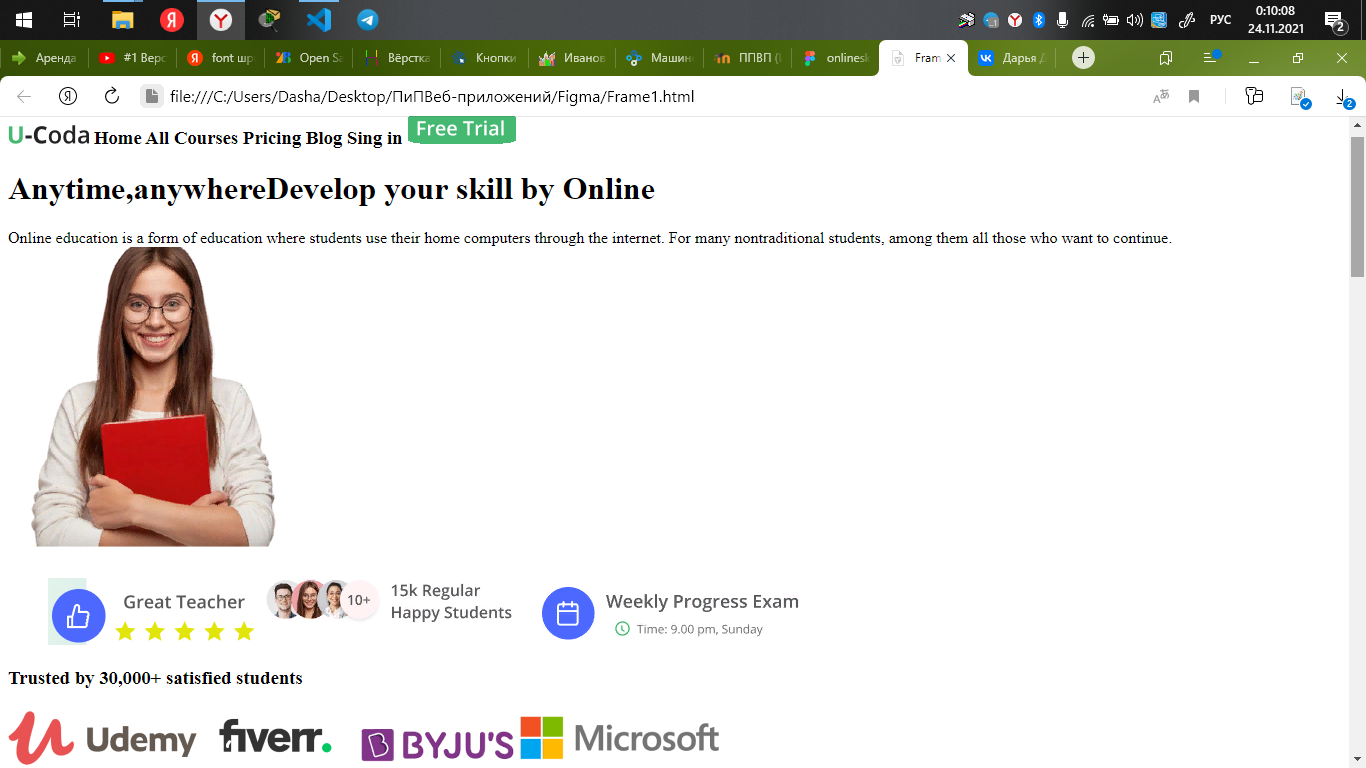 РУС
0:10:08
24.11.2021
2
Аренда
#1 Верс
font шр
Open Sa
Вёрстка
Кнопки
Иванов
Машин
ППВП (
onlinesk
Fram
Дарья Д
file:///C:/Users/Dasha/Desktop/ПиПВеб-приложений/Figma/Frame1.html
2
U-Coda Home All Courses Pricing Blog Sing in Free Trial
Anytime,anywhereDevelop your skill by Online
Online education is a form of education where students use their home computers through the internet. For many nontraditional students, among them all those who want to continue.
Great Teacher
10+
15k Regular
Happy Students
Weekly Progress Exam
Time: 9.00 pm, Sunday
Trusted by 30,000+ satisfied students
Udemy fiverr. BYJU'S Microsoft